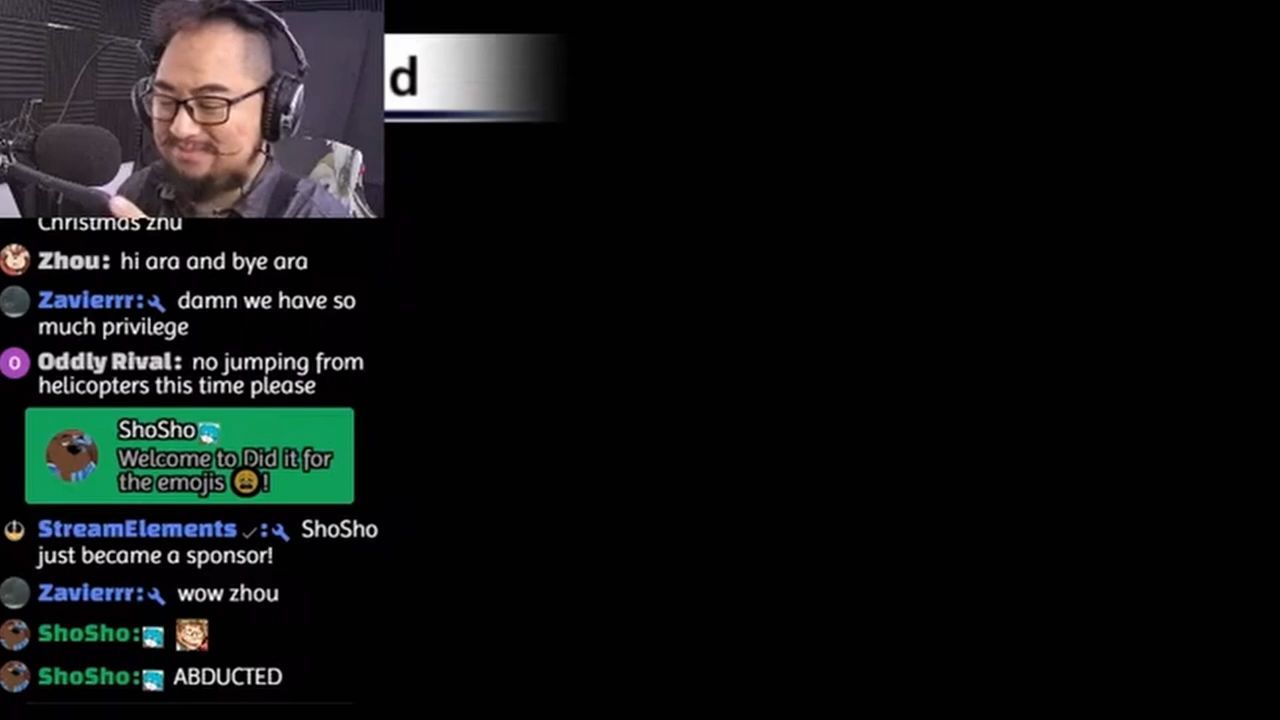 d
Christmas zhu
Zhou: hi ara and bye ara
Zavierrr: damn we have so
much privilege
O Oddly Rival: no jumping from
helicopters this time please
ShoSho
Welcome to Did it for
the emojis 😩!
StreamElements ✓: ShoSho
just became a sponsor!
Zavierrr: wow zhou
ShoSho:
ShoSho: ABDUCTED